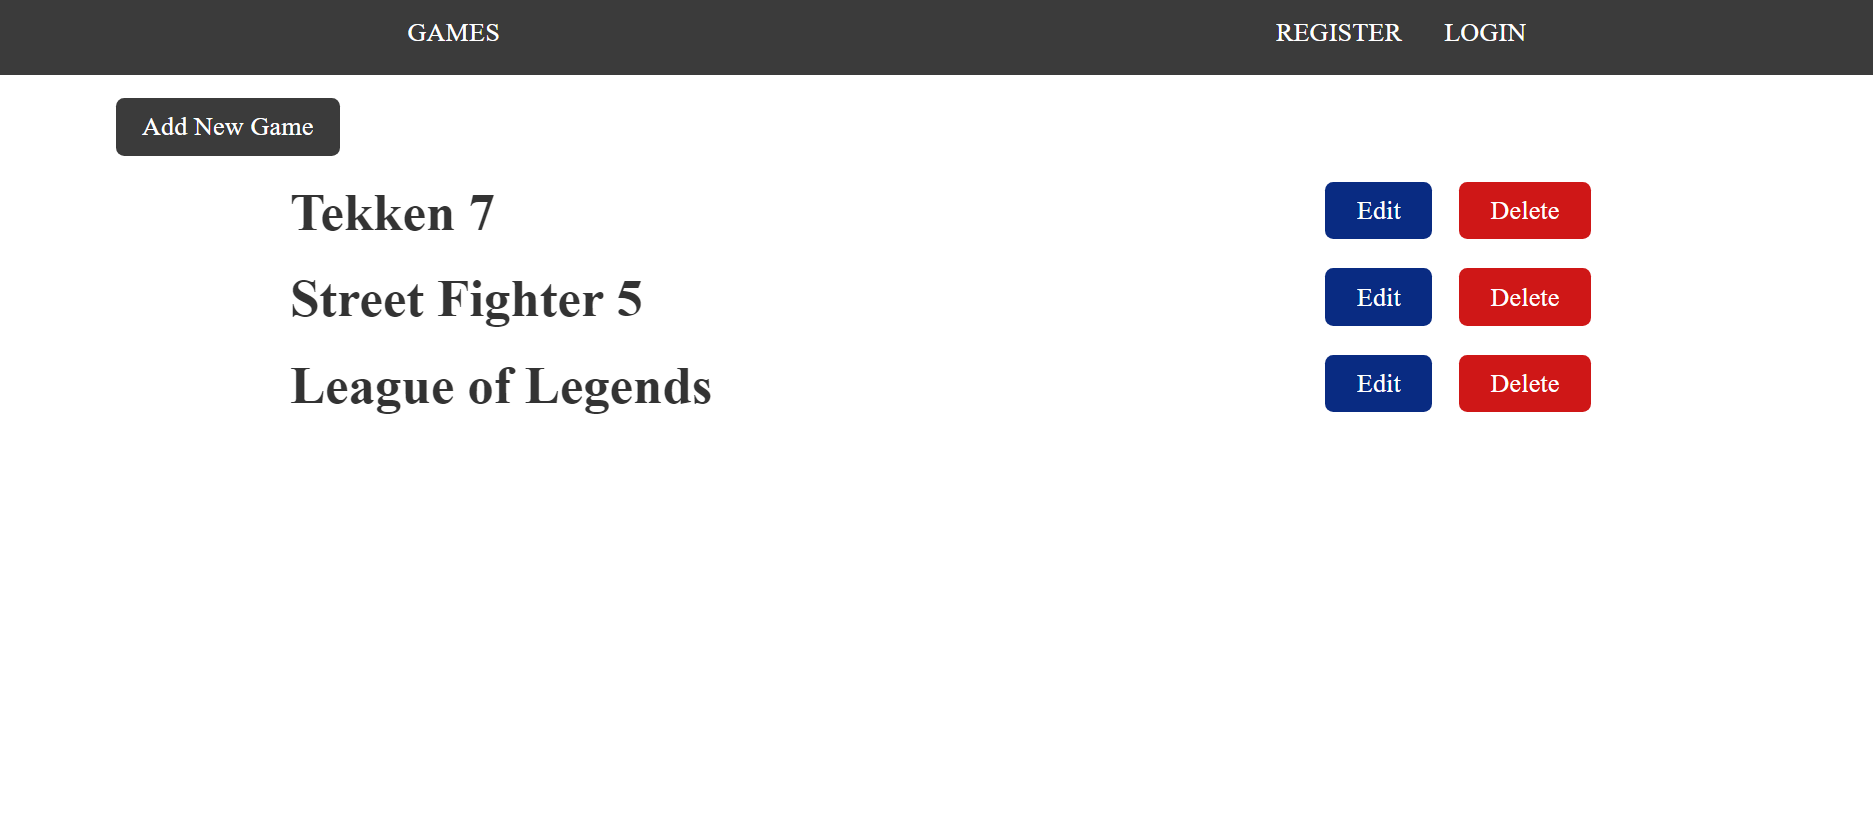 GAMES REGISTER LOGIN
Add New Game
Tekken 7 Edit Delete
Street Fighter 5 Edit Delete
League of Legends Edit Delete